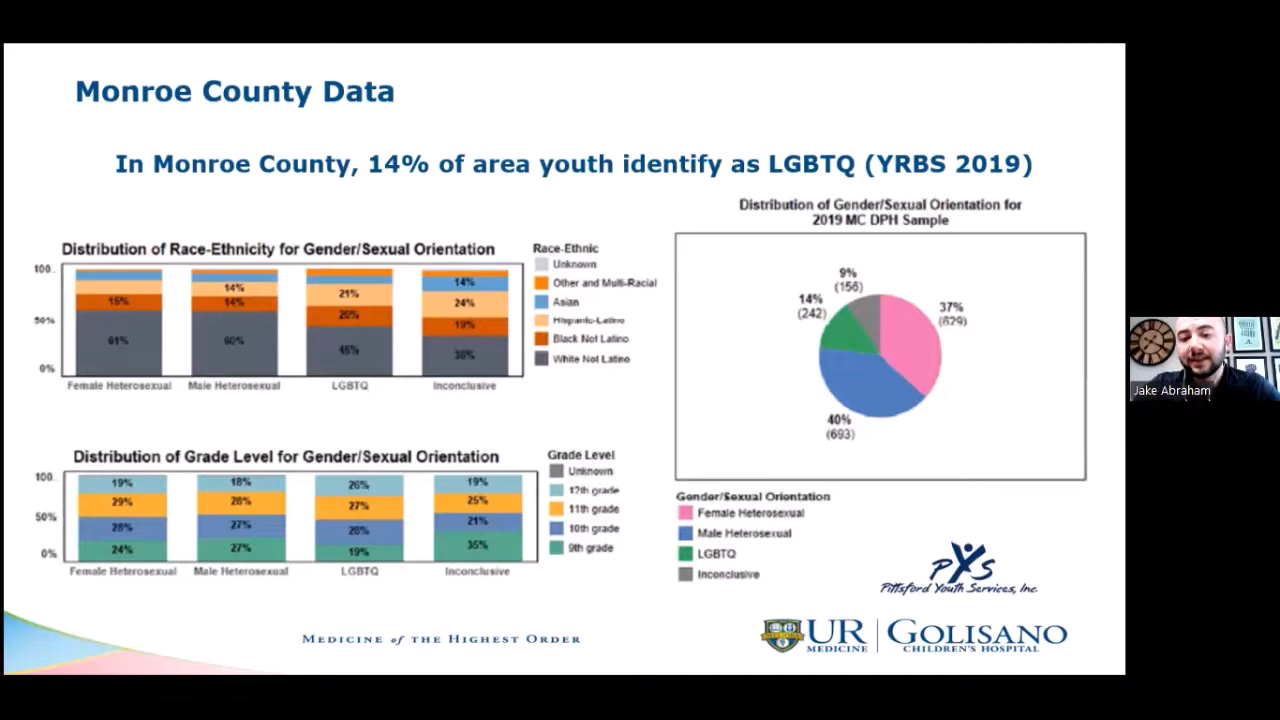 Monroe County Data
In Monroe County, 14% of area youth identify as LGBTQ (YRBS 2019)
Distribution of Race-Ethnicity for Gender/Sexual Orientation
100..
50%
0%
15%
61%
14%
14%
60%
21%
20%
14%
24%
19%
Female Heterosexual
Male Heterosexual
LGBTQ
Inconclusive
Race-Ethnic
Unknown
Other and Multi-Racial
Asian
Hispanic-Latino
Black Not Latino
White Not Latino
Distribution of Grade Level for Gender/Sexual Orientation
100..
50%
0%
19%
29%
28%
24%
18%
28%
27%
27%
26%
27%
28%
19%
19%
25%
21%
35%
Female Heterosexual
Male Heterosexual
LGBTQ
Inconclusive
Grade Level
Unknown
12th grade
11th grade
10th grade
9th grade
Distribution of Gender/Sexual Orientation for
2019 MC DPH Sample
9%
(156)
14%
(242)
37%
(629)
40%
(693)
Gender/Sexual Orientation
Female Heterosexual
Male Heterosexual
LGBTQ
Inconclusive
PYS
Pittsford Youth Services, Inc.
MEDICINE of THE HIGHEST ORDER
UR
MEDICINE
GOLISANO
CHILDREN'S HOSPITAL
Jake Abraham